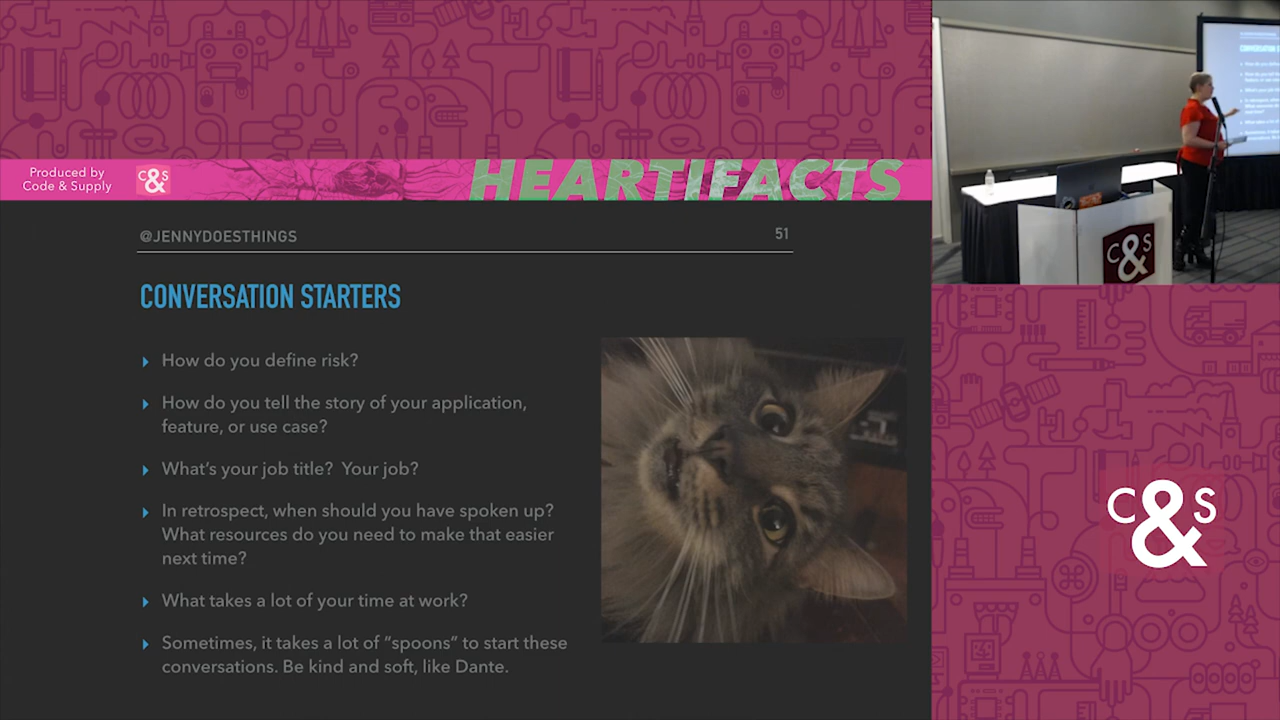 Produced by
Code & Supply
C&S
HEARTIFACTS
@JENNYDOESTHINGS
51
CONVERSATION STARTERS
How do you define risk?
How do you tell the story of your application,
feature, or use case?
What's your job title?  Your job?
In retrospect, when should you have spoken up?
What resources do you need to make that easier
next time?
What takes a lot of your time at work?
Sometimes, it takes a lot of “spoons” to start these
conversations. Be kind and soft, like Dante.
C&S
C&S